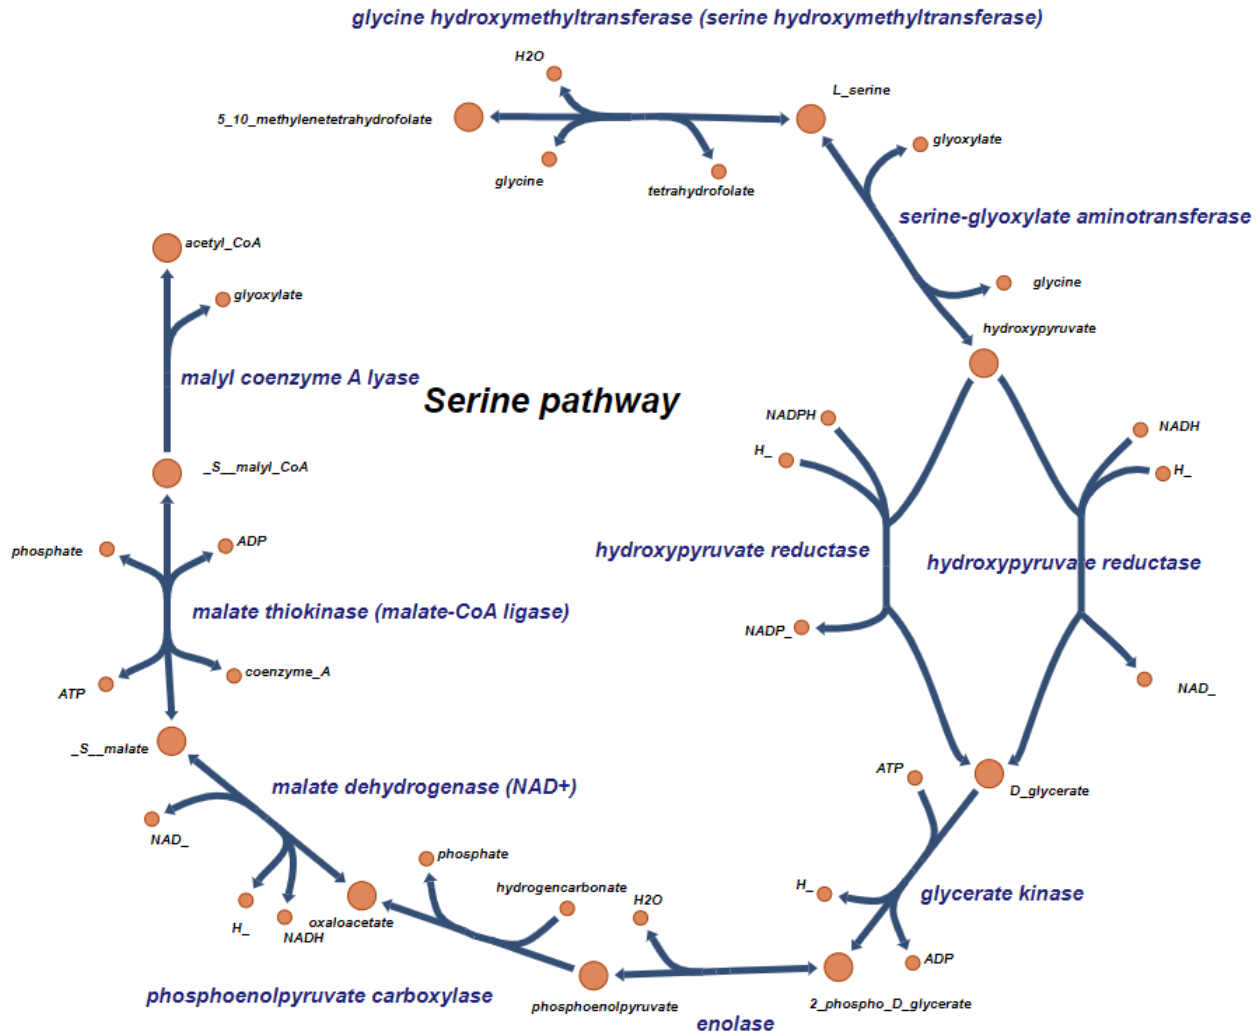 glycine hydroxymethyltransferase (serine hydroxymethyltransferase)
H2O
L_serine
5_10_methylenetetrahydrofolate
glyoxylate
glycine
tetrahydrofolate
serine-glyoxylate aminotransferase
acetyl_CoA
glyoxylate
glycine
hydroxypyruvate
malyl coenzyme A lyase
Serine pathway
NADPH
NADH
H_
H_
_S__malyl_CoA
phosphate
ADP
hydroxypyruvate reductase
hydroxypyruvate reductase
malate thiokinase (malate-CoA ligase)
NADP_
coenzyme_A
ATP
NAD_
_S__malate
malate dehydrogenase (NAD+)
ATP
D_glycerate
NAD_
phosphate
hydrogencarbonate
H2O
H_
glycerate kinase
H_
NADH
oxaloacetate
ADP
phosphoenolpyruvate carboxylase
phosphoenolpyruvate
2_phospho_D_glycerate
enolase